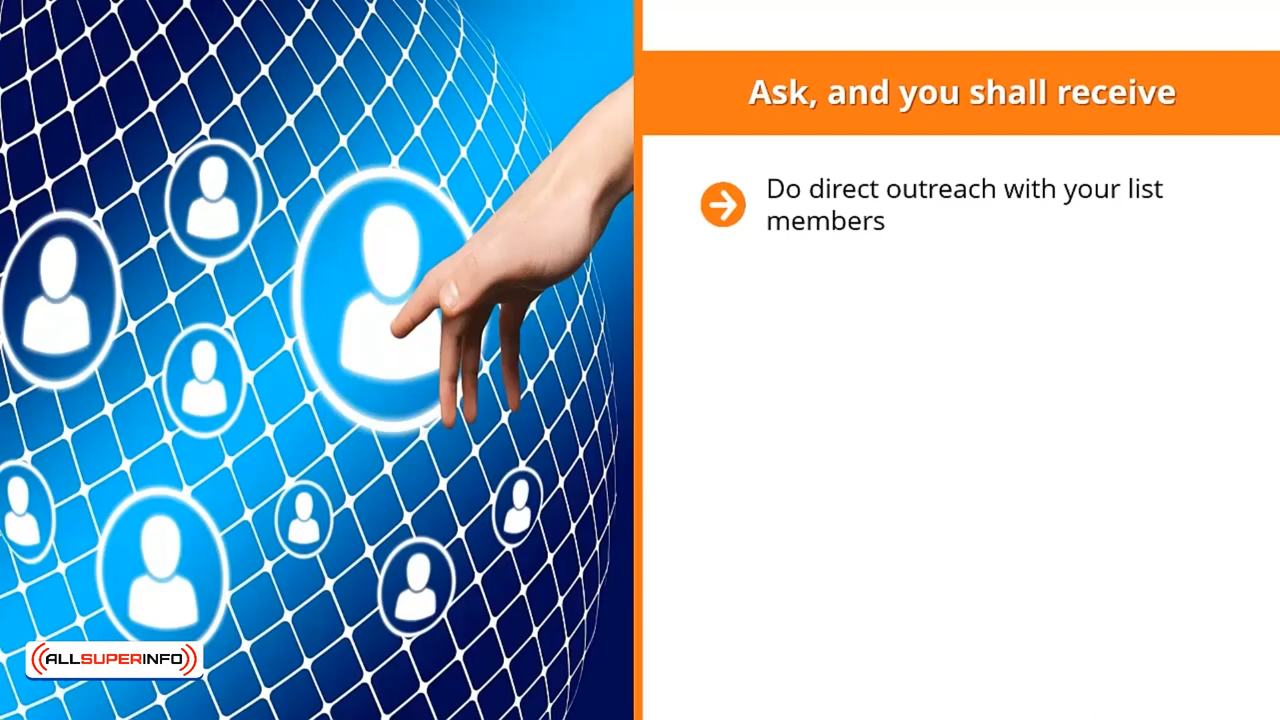 Ask, and you shall receive
Do direct outreach with your list
members
ALLSUPERINFO